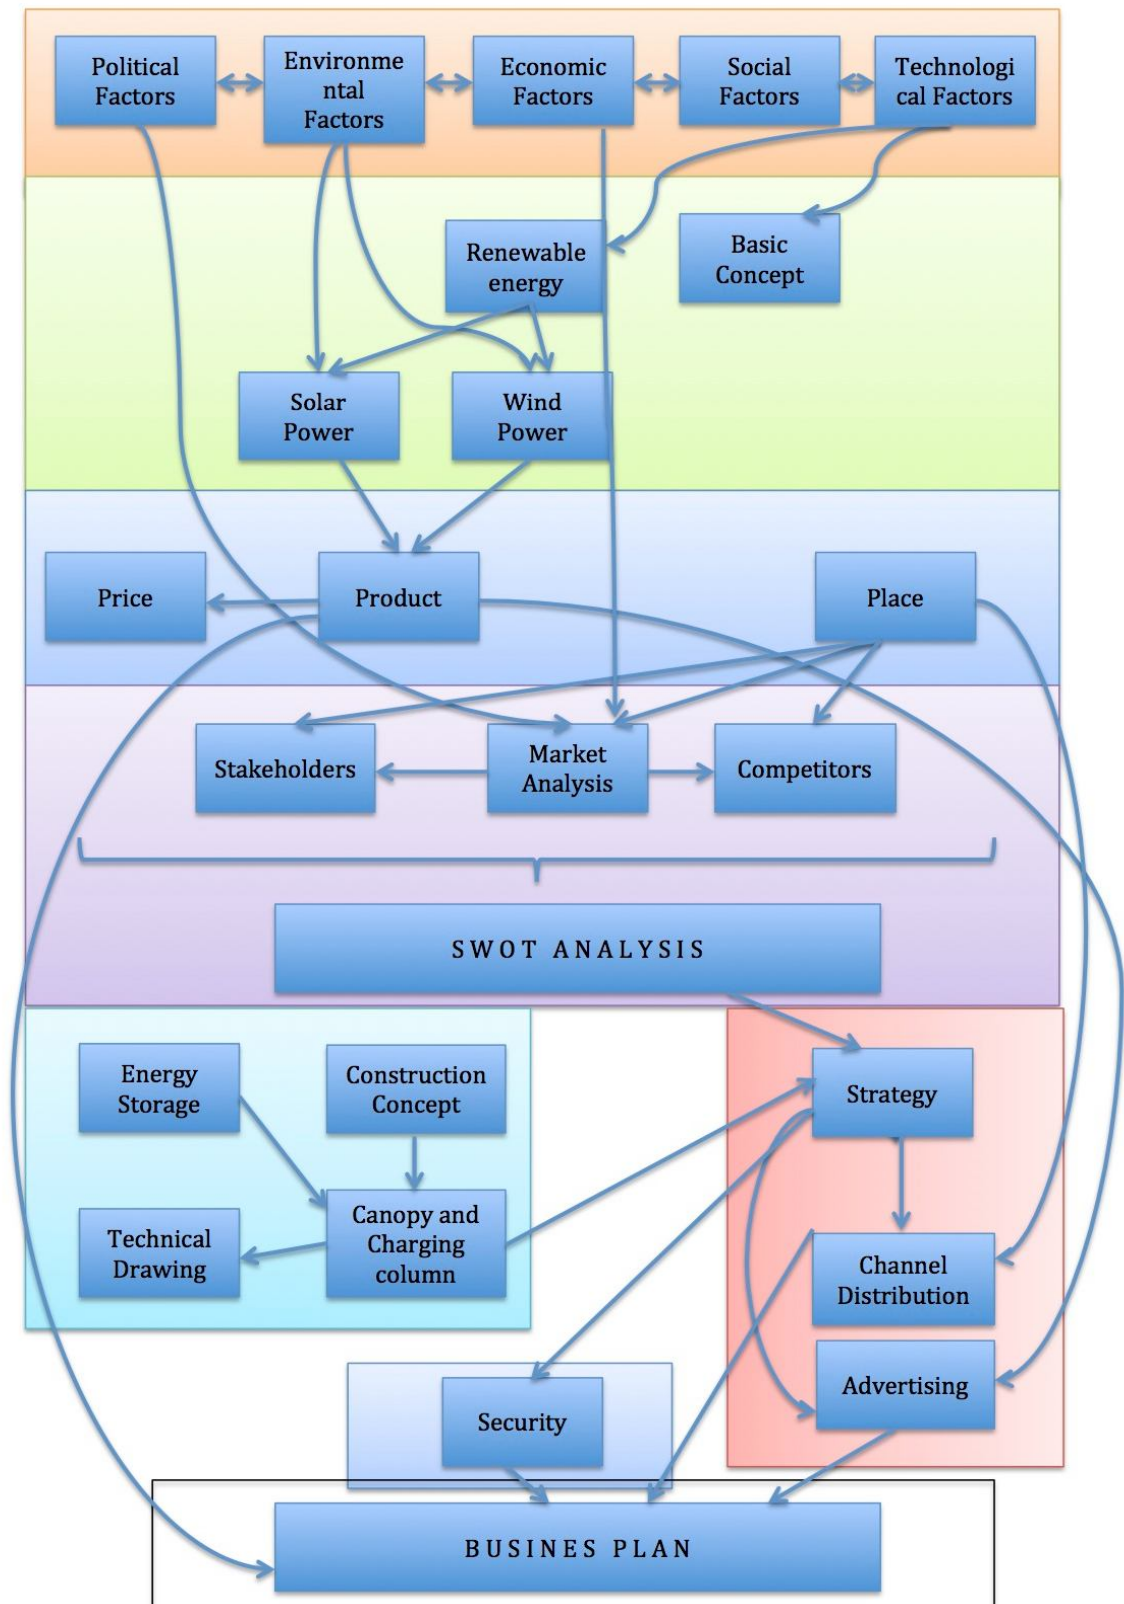 Political
Factors
Environme
ntal
Factors
Economic
Factors
Social
Factors
Technologi
cal Factors
Renewable
energy
Basic
Concept
Solar
Power
Wind
Power
Price
Product
Place
Stakeholders
Market
Analysis
Competitors
SWOT ANALYSIS
Energy
Storage
Construction
Concept
Strategy
Technical
Drawing
Canopy and
Charging
column
Channel
Distribution
Advertising
Security
BUSINES PLAN